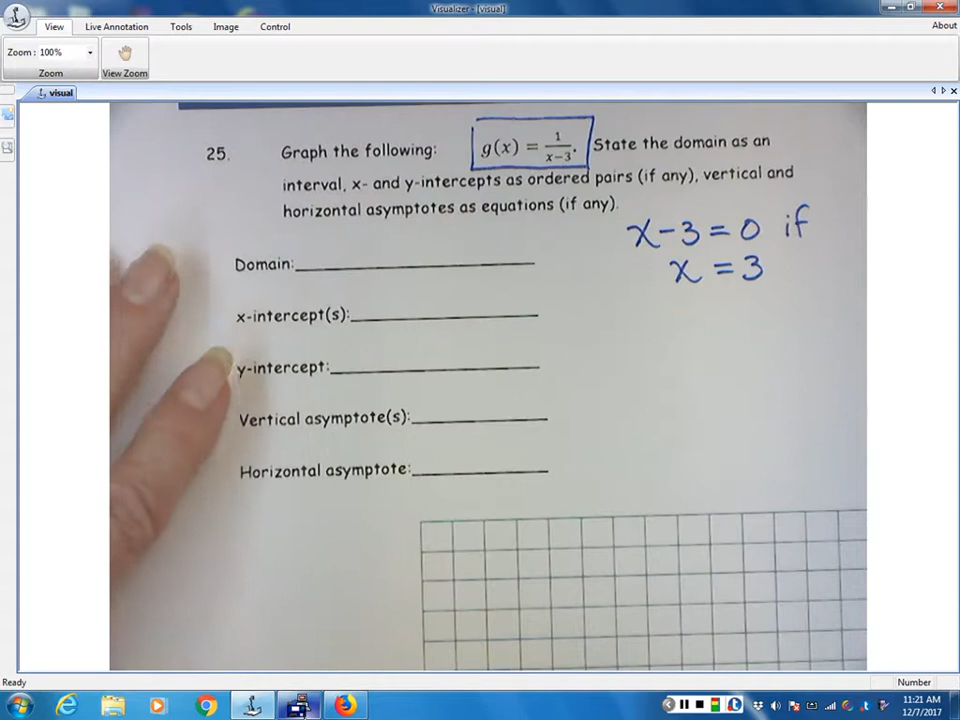 Visualizer - [visual]
View Live Annotation Tools Image Control About
Zoom : 100%
Zoom View Zoom
visual
25. Graph the following: g(x) = 1/(x−3). State the domain as an
interval, x- and y-intercepts as ordered pairs (if any), vertical and
horizontal asymptotes as equations (if any).
x−3=0 if
x=3
Domain:
x-intercept(s):
y-intercept:
Vertical asymptote(s):
Horizontal asymptote:
Ready Number
11:21 AM
12/7/2017